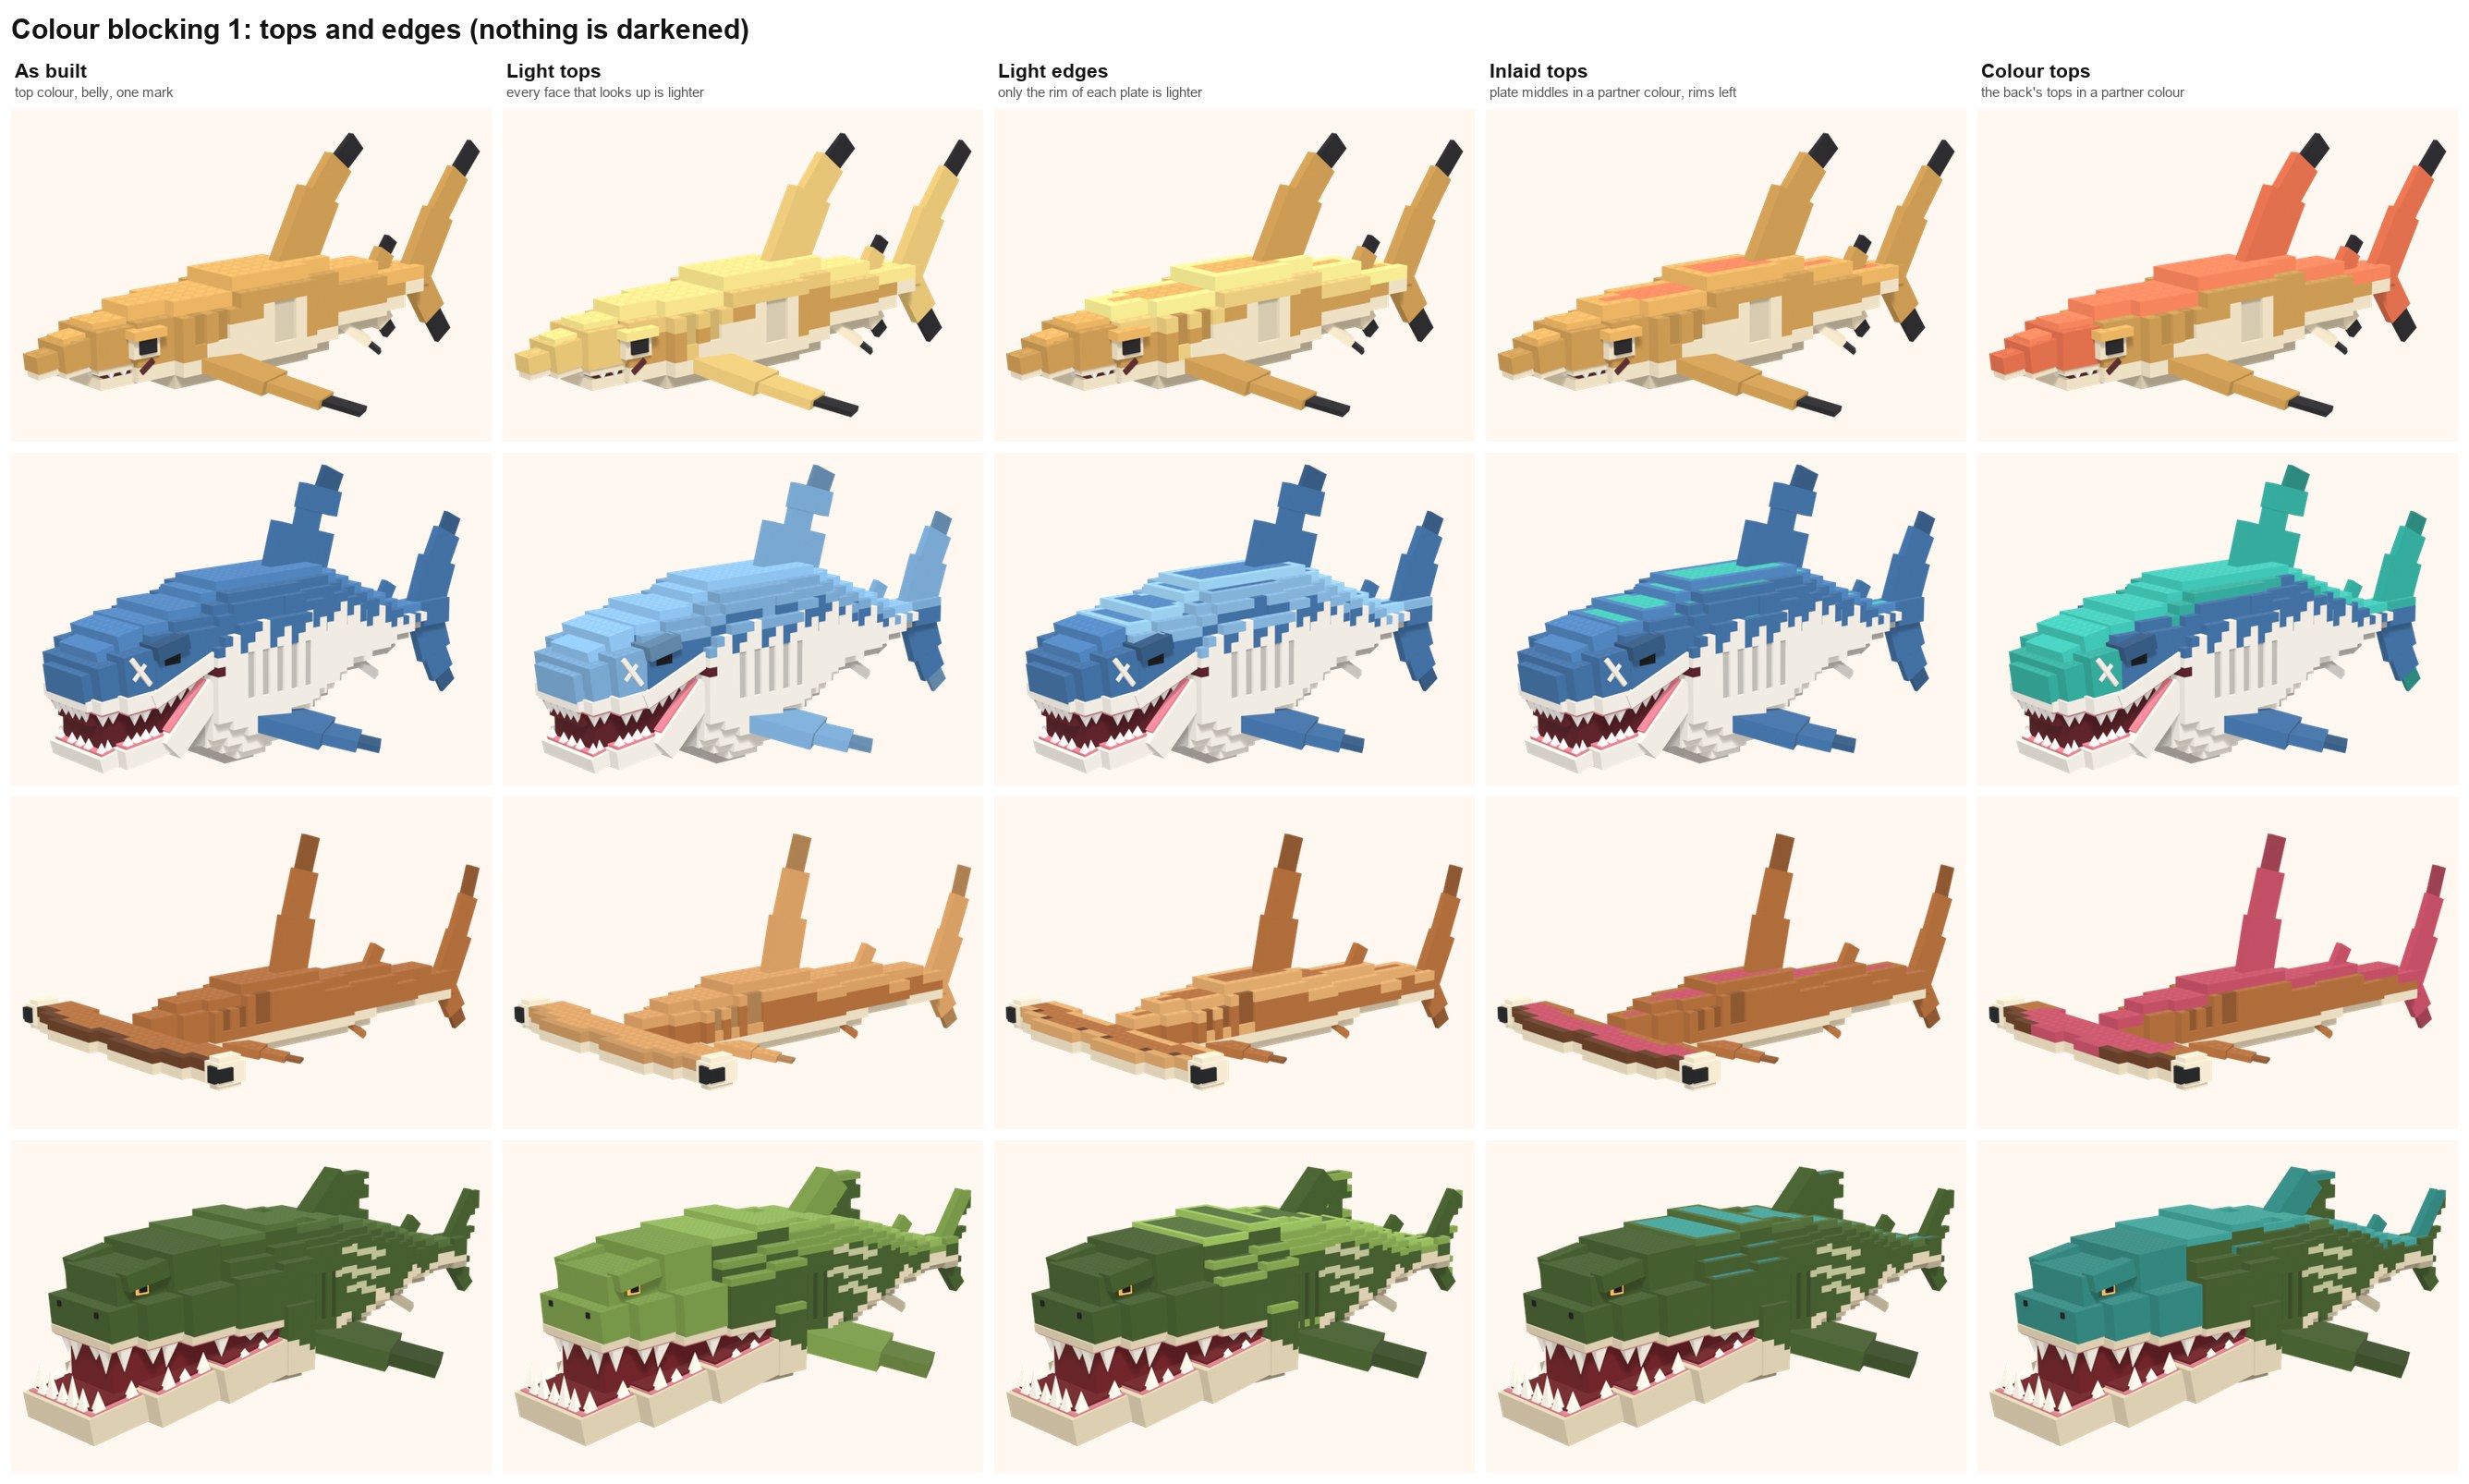 Colour blocking 1: tops and edges (nothing is darkened)
As built
top colour, belly, one mark
Light tops
every face that looks up is lighter
Light edges
only the rim of each plate is lighter
Inlaid tops
plate middles in a partner colour, rims left
Colour tops
the back's tops in a partner colour